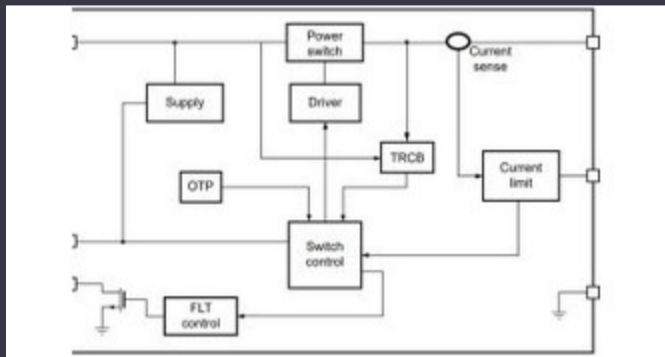 Power
switch
Current
sense
Supply
Driver
TRCB
Current
limit
OTP
Switch
control
FLT
control